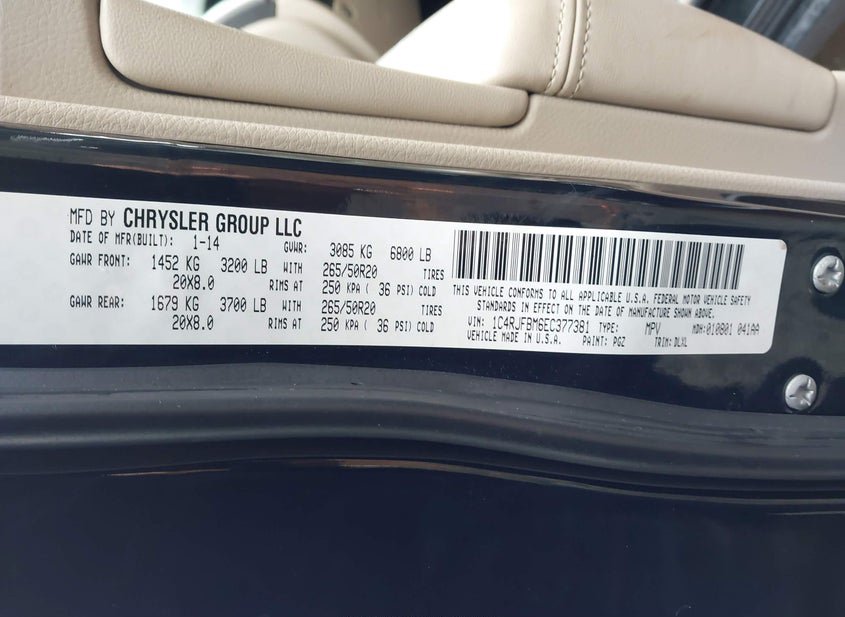 MFD BY CHRYSLER GROUP LLC
DATE OF MFR(BUILT): 1-14 GVWR: 3085 KG 6800 LB
GAWR FRONT: 1452 KG 3200 LB WITH 265/50R20 TIRES
20X8.0 RIMS AT 250 KPA ( 36 PSI) COLD
GAWR REAR: 1679 KG 3700 LB WITH 265/50R20 TIRES
20X8.0 RIMS AT 250 KPA ( 36 PSI) COLD
THIS VEHICLE CONFORMS TO ALL APPLICABLE U.S.A. FEDERAL MOTOR VEHICLE SAFETY
STANDARDS IN EFFECT ON THE DATE OF MANUFACTURE SHOWN ABOVE.
VIN: 1C4RJFBM6EC377381 TYPE: MPV MDH:010801 041AA
VEHICLE MADE IN U.S.A. PAINT: PGZ TRIM: DLXL